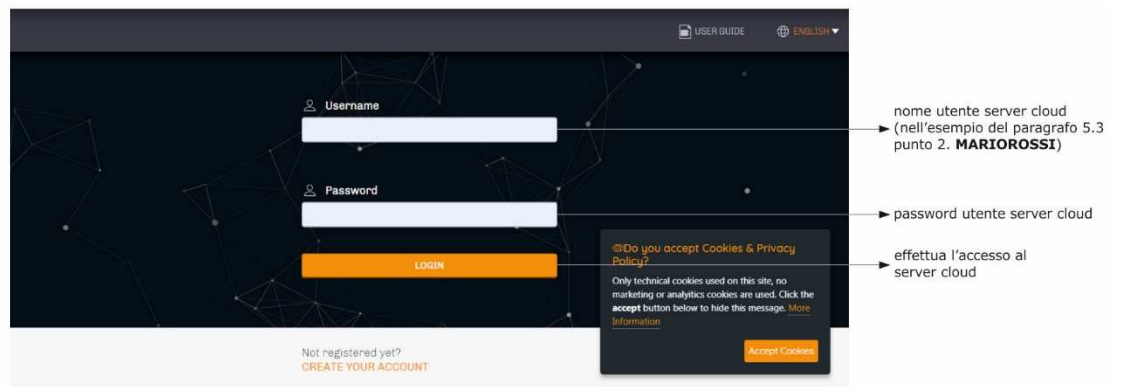 USER GUIDE
ENGLISH
Username
nome utente server cloud
(nell'esempio del paragrafo 5.3
punto 2. MARIOROSSI)
Password
password utente server cloud
LOGIN
effettua l'accesso al
server cloud
Do you accept Cookies & Privacy
Policy?
Only technical cookies used on this site, no
marketing or analyitics cookies are used. Click the
accept button below to hide this message. More
Information
Accept Cookies
Not registered yet?
CREATE YOUR ACCOUNT